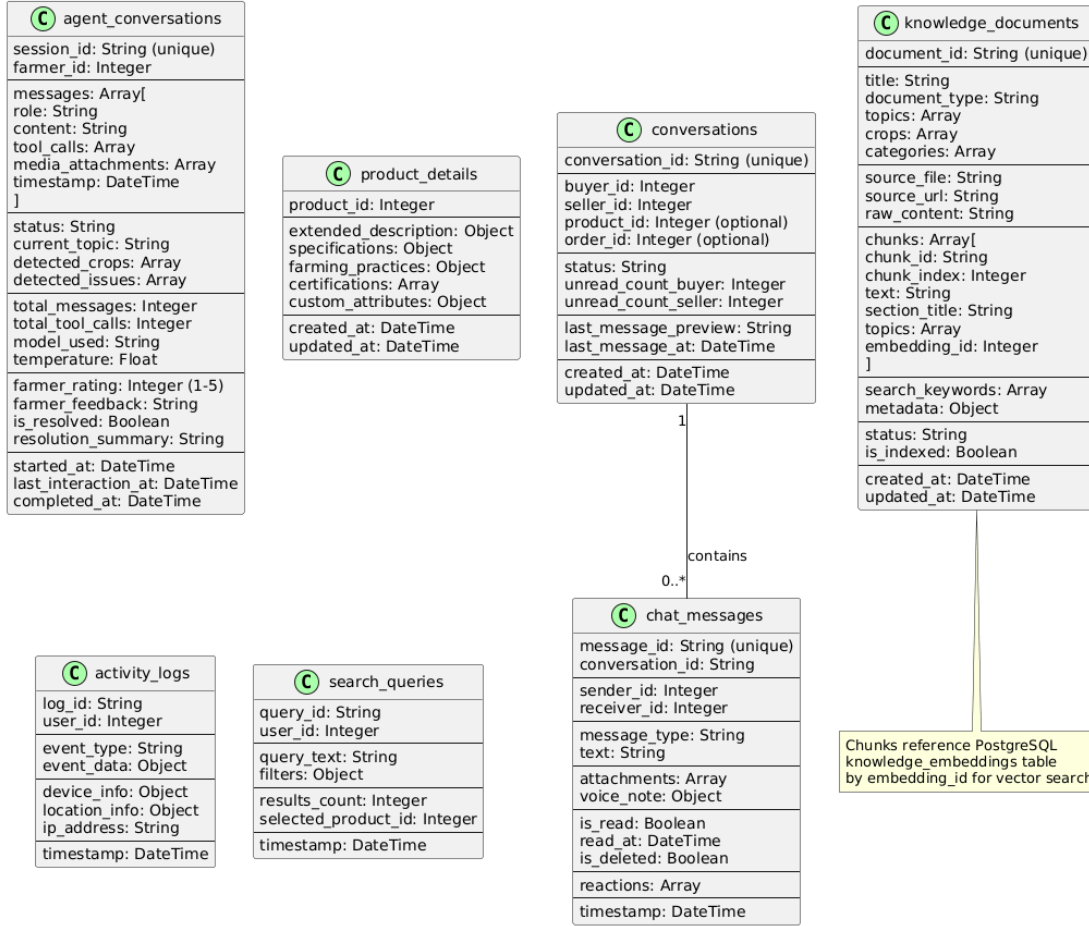 C agent_conversations
session_id: String (unique)
farmer_id: Integer
messages: Array[
role: String
content: String
tool_calls: Array
media_attachments: Array
timestamp: DateTime
]
status: String
current_topic: String
detected_crops: Array
detected_issues: Array
total_messages: Integer
total_tool_calls: Integer
model_used: String
temperature: Float
farmer_rating: Integer (1-5)
farmer_feedback: String
is_resolved: Boolean
resolution_summary: String
started_at: DateTime
last_interaction_at: DateTime
completed_at: DateTime
C product_details
product_id: Integer
extended_description: Object
specifications: Object
farming_practices: Object
certifications: Array
custom_attributes: Object
created_at: DateTime
updated_at: DateTime
C conversations
conversation_id: String (unique)
buyer_id: Integer
seller_id: Integer
product_id: Integer (optional)
order_id: Integer (optional)
status: String
unread_count_buyer: Integer
unread_count_seller: Integer
last_message_preview: String
last_message_at: DateTime
created_at: DateTime
updated_at: DateTime
C knowledge_documents
document_id: String (unique)
title: String
document_type: String
topics: Array
crops: Array
categories: Array
source_file: String
source_url: String
raw_content: String
chunks: Array[
chunk_id: String
chunk_index: Integer
text: String
section_title: String
topics: Array
embedding_id: Integer
]
search_keywords: Array
metadata: Object
status: String
is_indexed: Boolean
created_at: DateTime
updated_at: DateTime
1
contains
0..*
C activity_logs
log_id: String
user_id: Integer
event_type: String
event_data: Object
device_info: Object
location_info: Object
ip_address: String
timestamp: DateTime
C search_queries
query_id: String
user_id: Integer
query_text: String
filters: Object
results_count: Integer
selected_product_id: Integer
timestamp: DateTime
C chat_messages
message_id: String (unique)
conversation_id: String
sender_id: Integer
receiver_id: Integer
message_type: String
text: String
attachments: Array
voice_note: Object
is_read: Boolean
read_at: DateTime
is_deleted: Boolean
reactions: Array
timestamp: DateTime
Chunks reference PostgreSQL
knowledge_embeddings table
by embedding_id for vector search